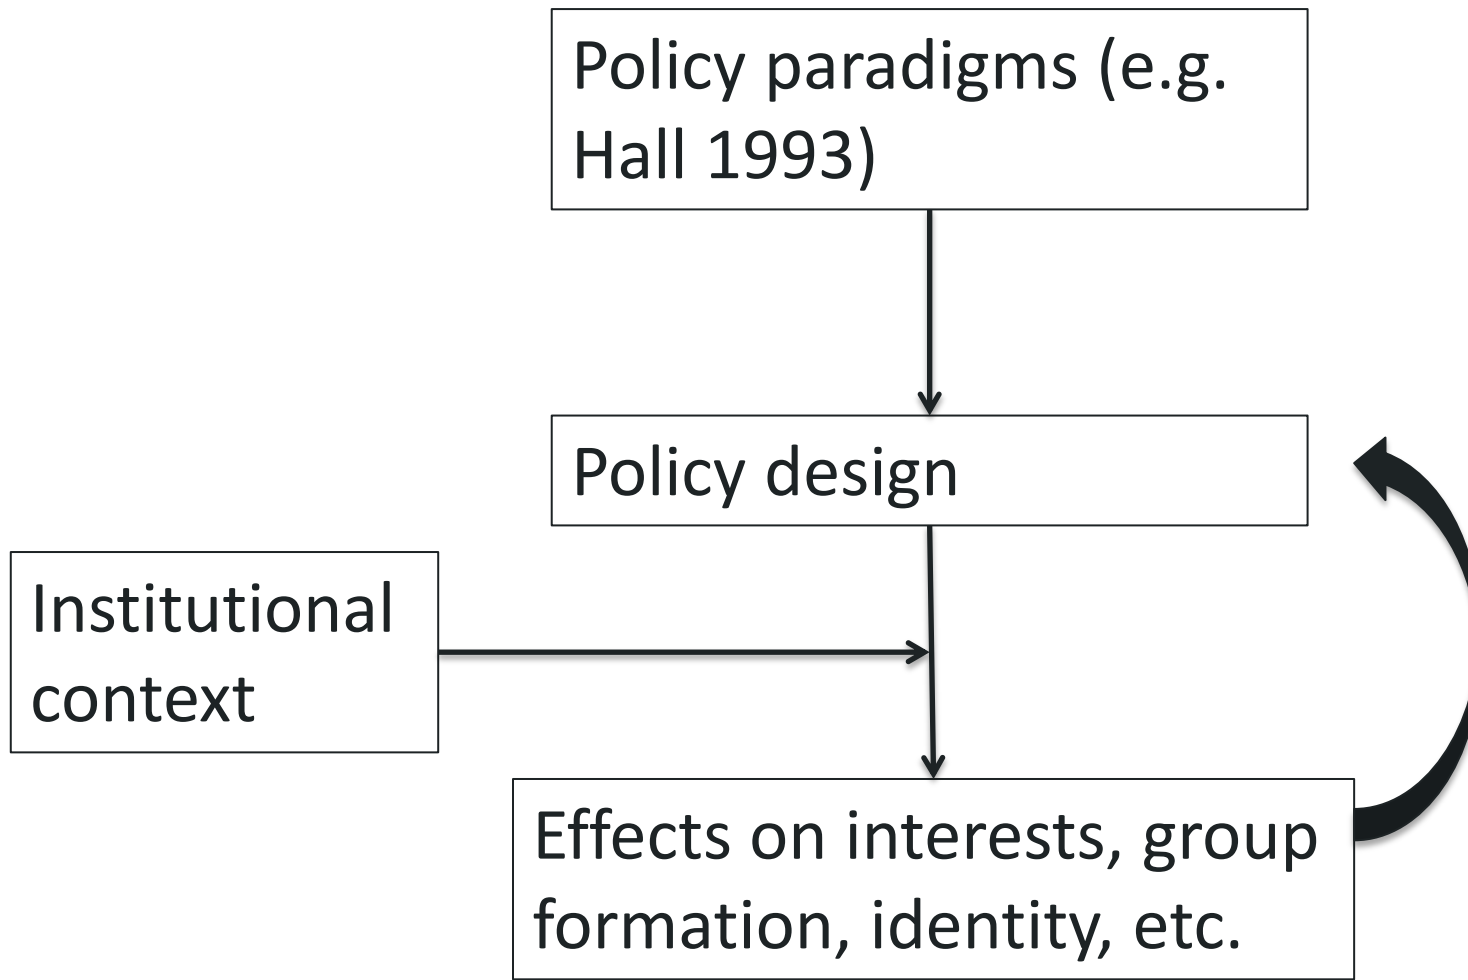 Policy paradigms (e.g.
Hall 1993)
Policy design
Institutional
context
Effects on interests, group
formation, identity, etc.